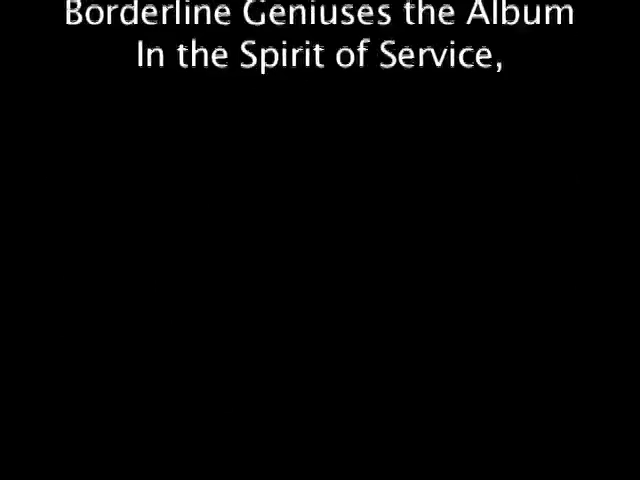 Borderline Geniuses the Album
In the Spirit of Service,